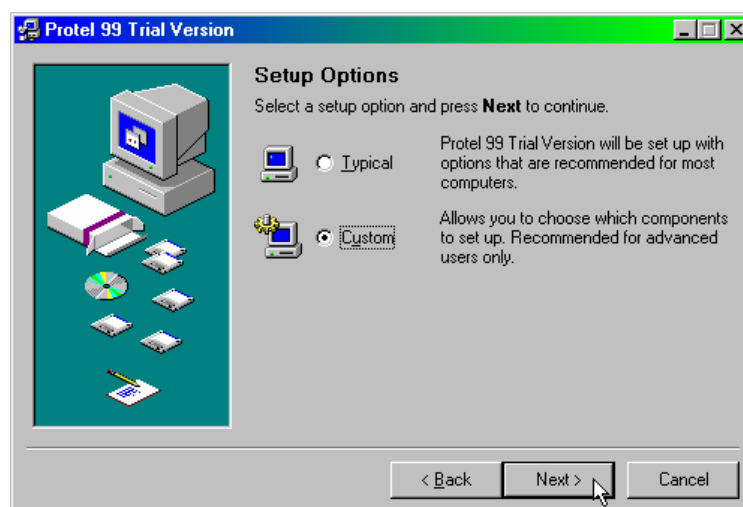 Protel 99 Trial Version
Setup Options
Select a setup option and press Next to continue.
Typical
Protel 99 Trial Version will be set up with
options that are recommended for most
computers.
Custom
Allows you to choose which components
to set up. Recommended for advanced
users only.
< Back
Next >
Cancel